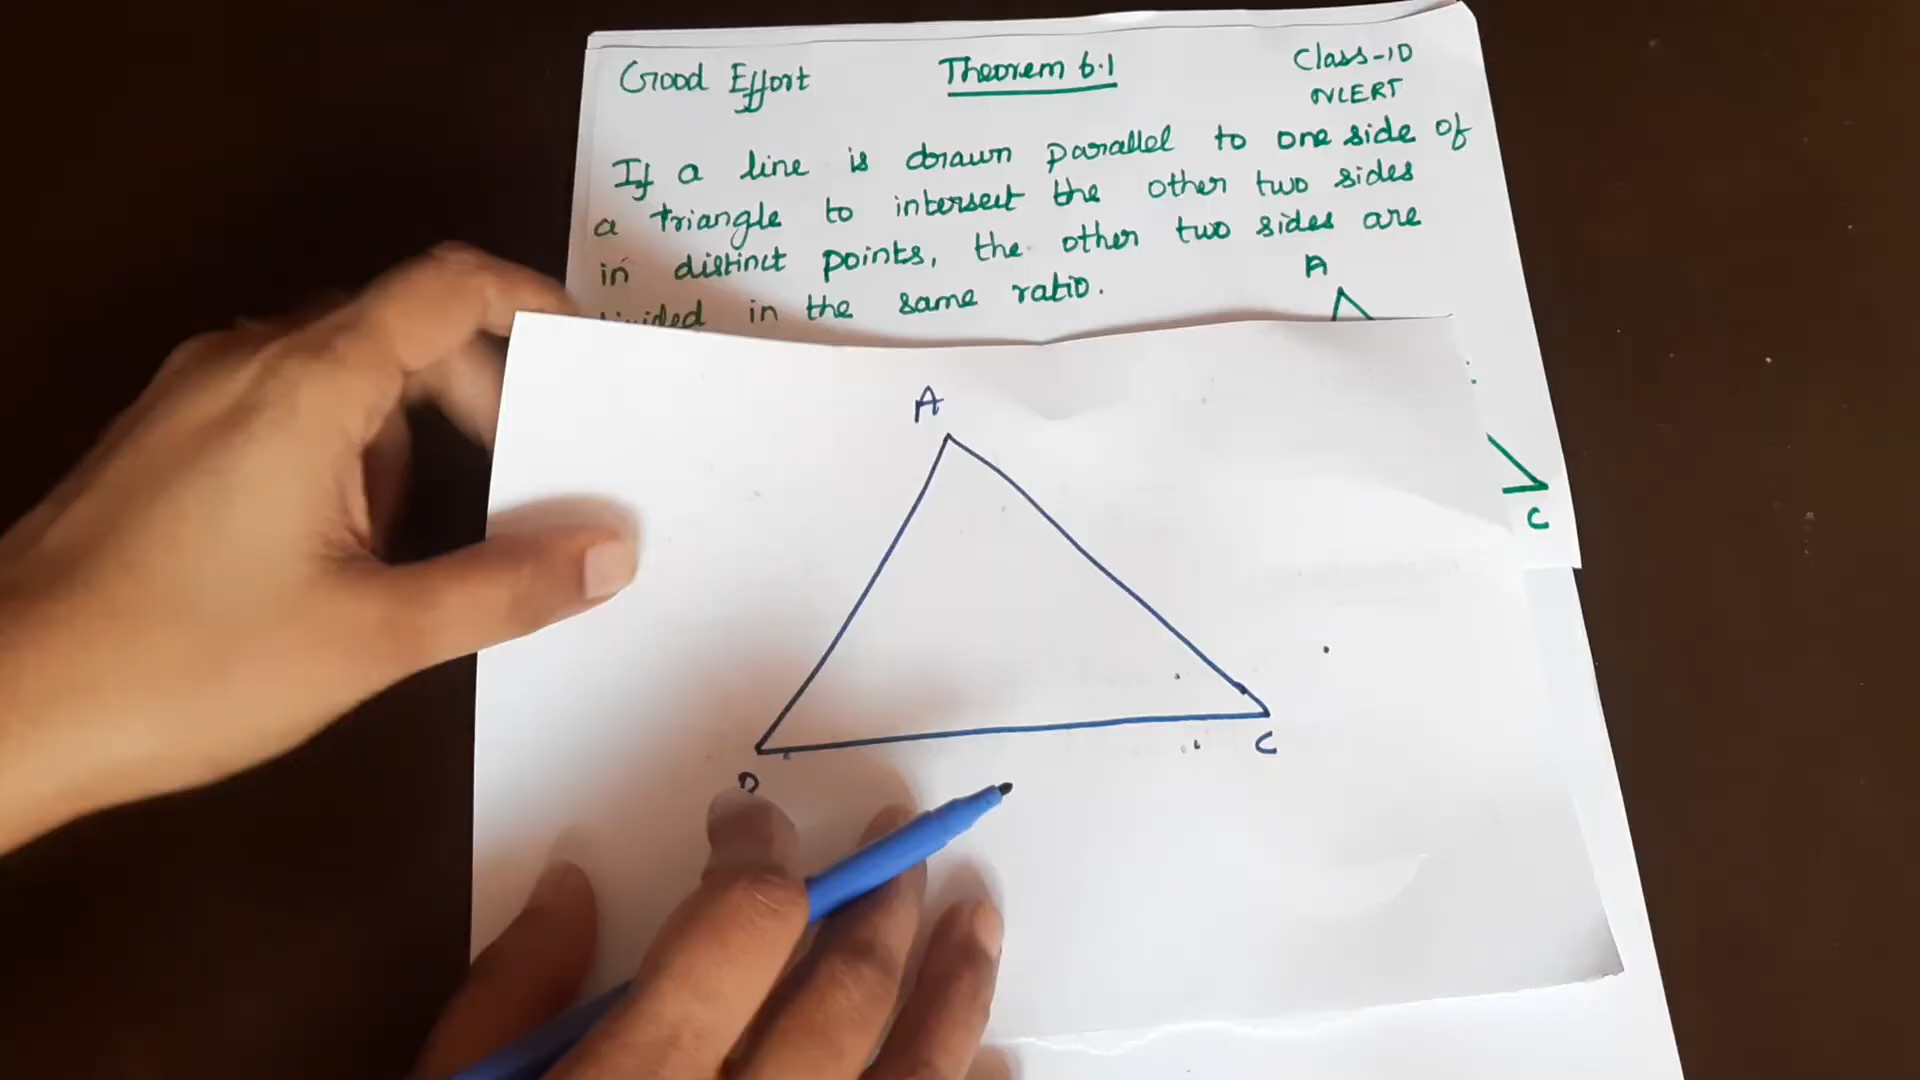 Good Effort
Theorem 6.1
Class-10
NCERT
If a line is drawn parallel to one side of
a triangle to intersect the other two sides
in distinct points, the other two sides are
divided in the same ratio.
A
C
A
C